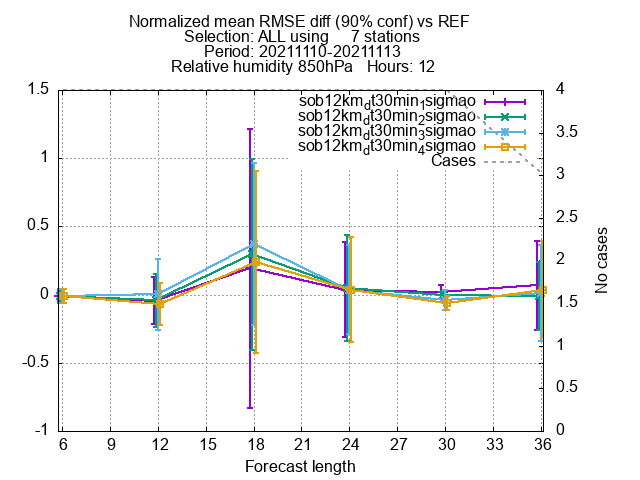 Normalized mean RMSE diff (90% conf) vs REF
Selection: ALL using     7 stations
Period: 20211110-20211113
Relative humidity 850hPa   Hours: 12
sob12km_dt30min_1sigmao
sob12km_dt30min_2sigmao
sob12km_dt30min_3sigmao
sob12km_dt30min_4sigmao
Cases
1.5
1
0.5
0
-0.5
-1
4
3.5
3
2.5
2
1.5
1
0.5
0
No cases
6 9 12 15 18 21 24 27 30 33 36
Forecast length